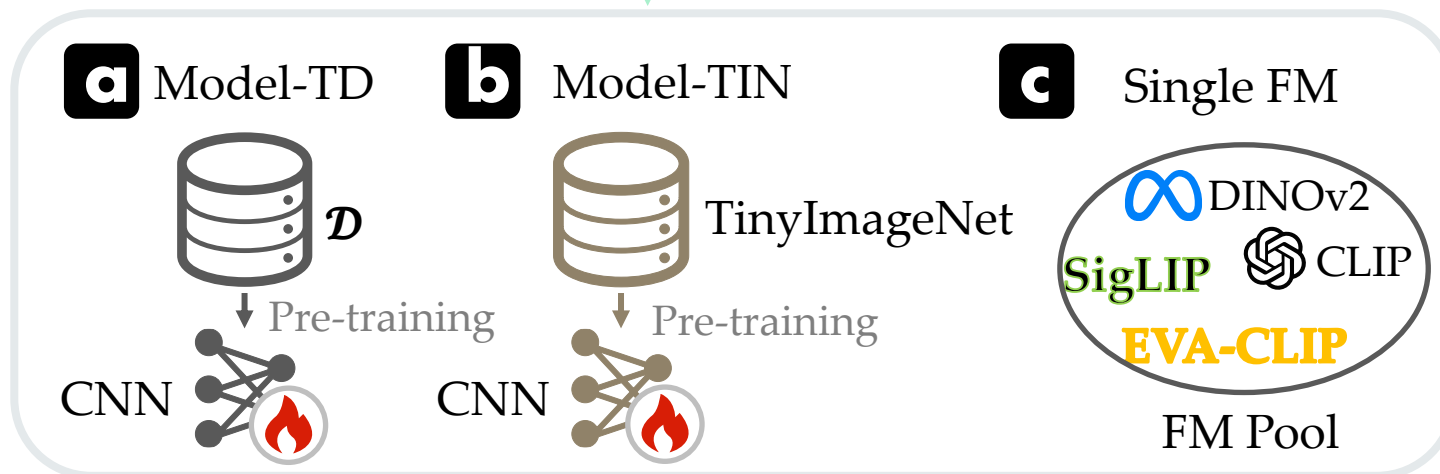 a Model-TD
𝓓
Pre-training
CNN
b Model-TIN
TinyImageNet
Pre-training
CNN
c Single FM
DINOv2
SigLIP
CLIP
EVA-CLIP
FM Pool